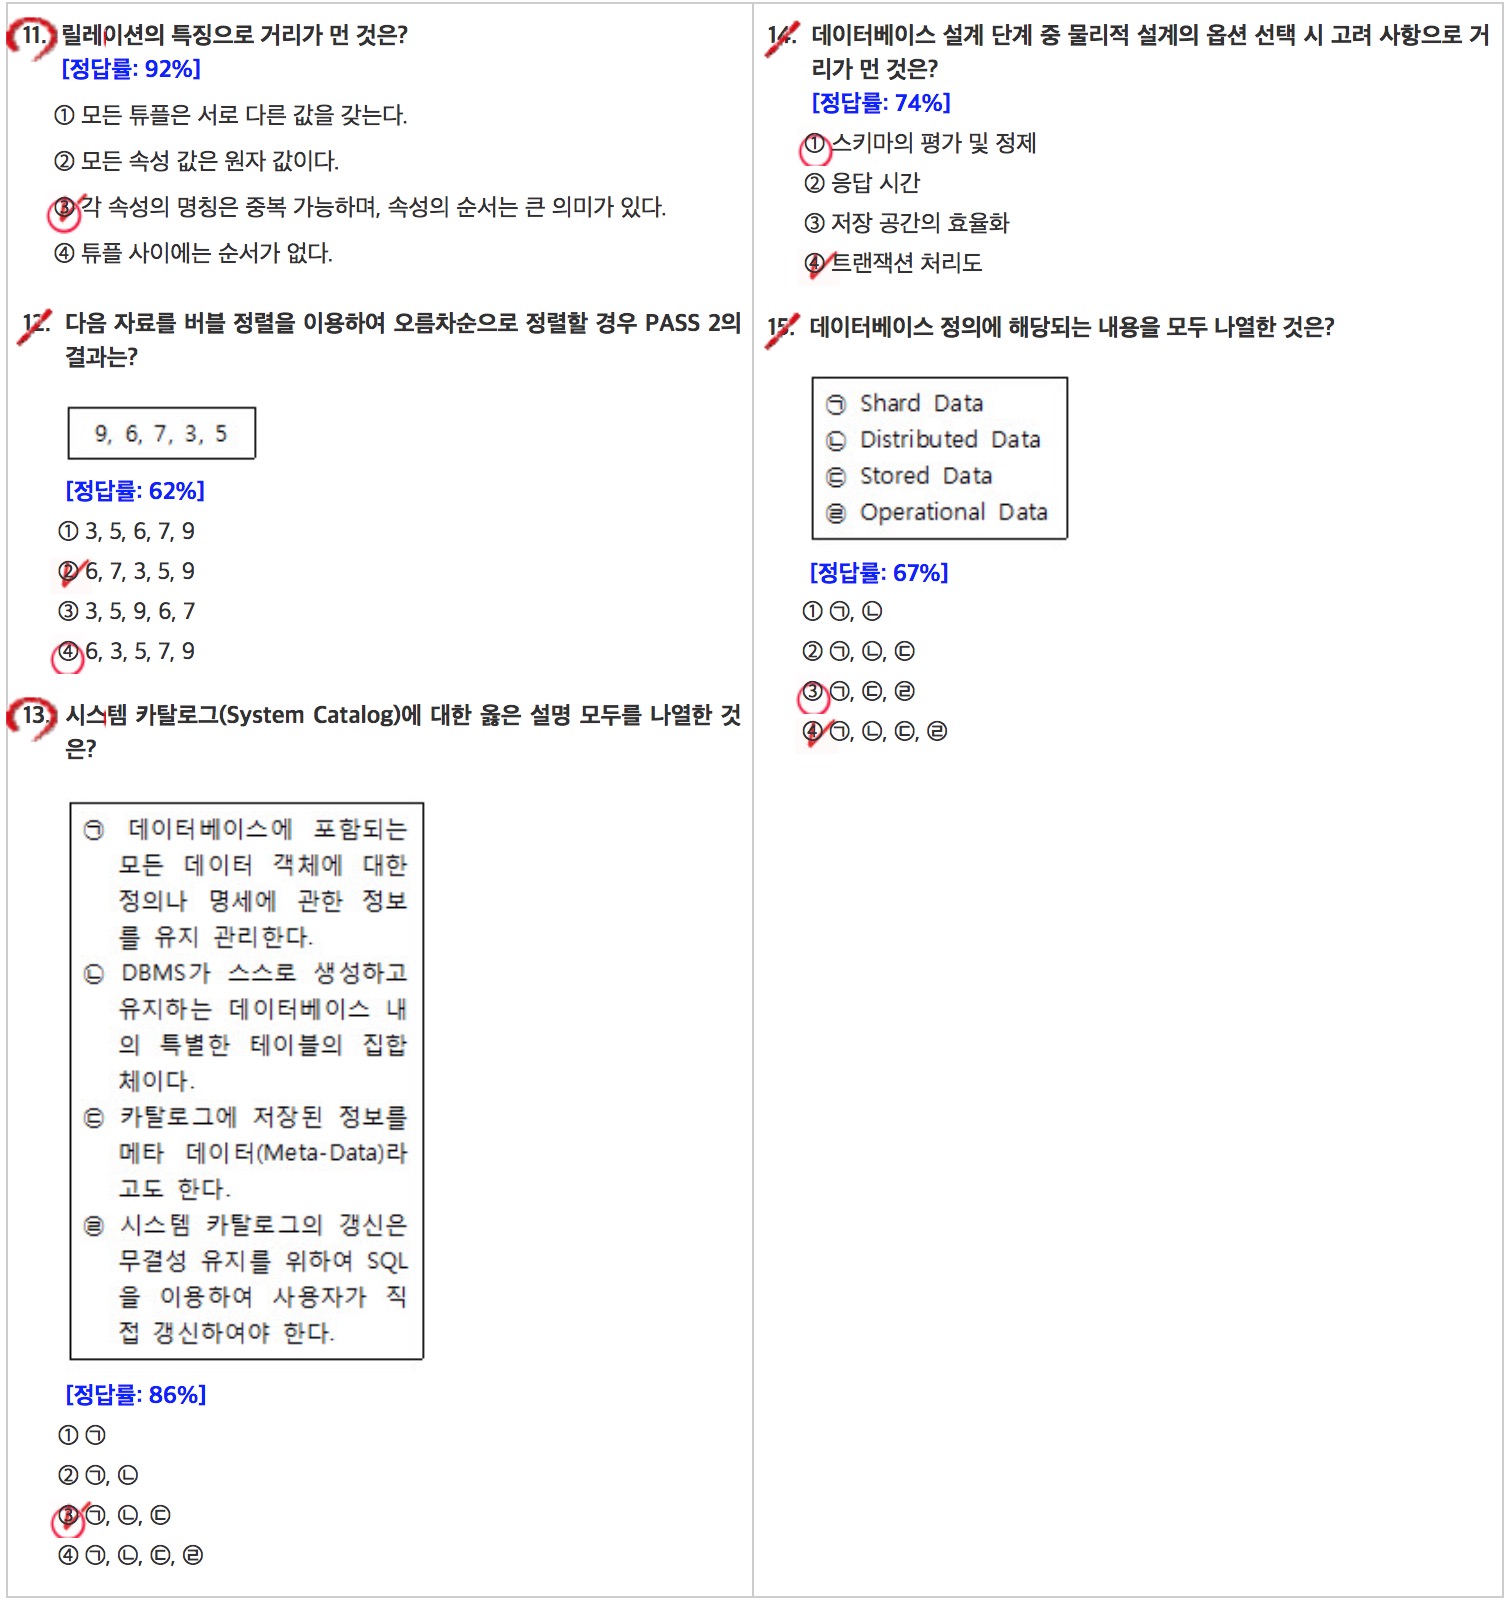 11. 릴레이션의 특징으로 거리가 먼 것은?
[정답률: 92%]
① 모든 튜플은 서로 다른 값을 갖는다.
② 모든 속성 값은 원자 값이다.
③ 각 속성의 명칭은 중복 가능하며, 속성의 순서는 큰 의미가 있다.
④ 튜플 사이에는 순서가 없다.
12. 다음 자료를 버블 정렬을 이용하여 오름차순으로 정렬할 경우 PASS 2의
결과는?
9, 6, 7, 3, 5
[정답률: 62%]
① 3, 5, 6, 7, 9
② 6, 7, 3, 5, 9
③ 3, 5, 9, 6, 7
④ 6, 3, 5, 7, 9
13. 시스템 카탈로그(System Catalog)에 대한 옳은 설명 모두를 나열한 것
은?
㉠ 데이터베이스에 포함되는
모든 데이터 객체에 대한
정의나 명세에 관한 정보
를 유지 관리한다.
㉡ DBMS가 스스로 생성하고
유지하는 데이터베이스 내
의 특별한 테이블의 집합
체이다.
㉢ 카탈로그에 저장된 정보를
메타 데이터(Meta-Data)라
고도 한다.
㉣ 시스템 카탈로그의 갱신은
무결성 유지를 위하여 SQL
을 이용하여 사용자가 직
접 갱신하여야 한다.
[정답률: 86%]
① ㉠
② ㉠, ㉡
③ ㉠, ㉡, ㉢
④ ㉠, ㉡, ㉢, ㉣
14. 데이터베이스 설계 단계 중 물리적 설계의 옵션 선택 시 고려 사항으로 거
리가 먼 것은?
[정답률: 74%]
① 스키마의 평가 및 정제
② 응답 시간
③ 저장 공간의 효율화
④ 트랜잭션 처리도
15. 데이터베이스 정의에 해당되는 내용을 모두 나열한 것은?
㉠ Shard Data
㉡ Distributed Data
㉢ Stored Data
㉣ Operational Data
[정답률: 67%]
① ㉠, ㉡
② ㉠, ㉡, ㉢
③ ㉠, ㉢, ㉣
④ ㉠, ㉡, ㉢, ㉣